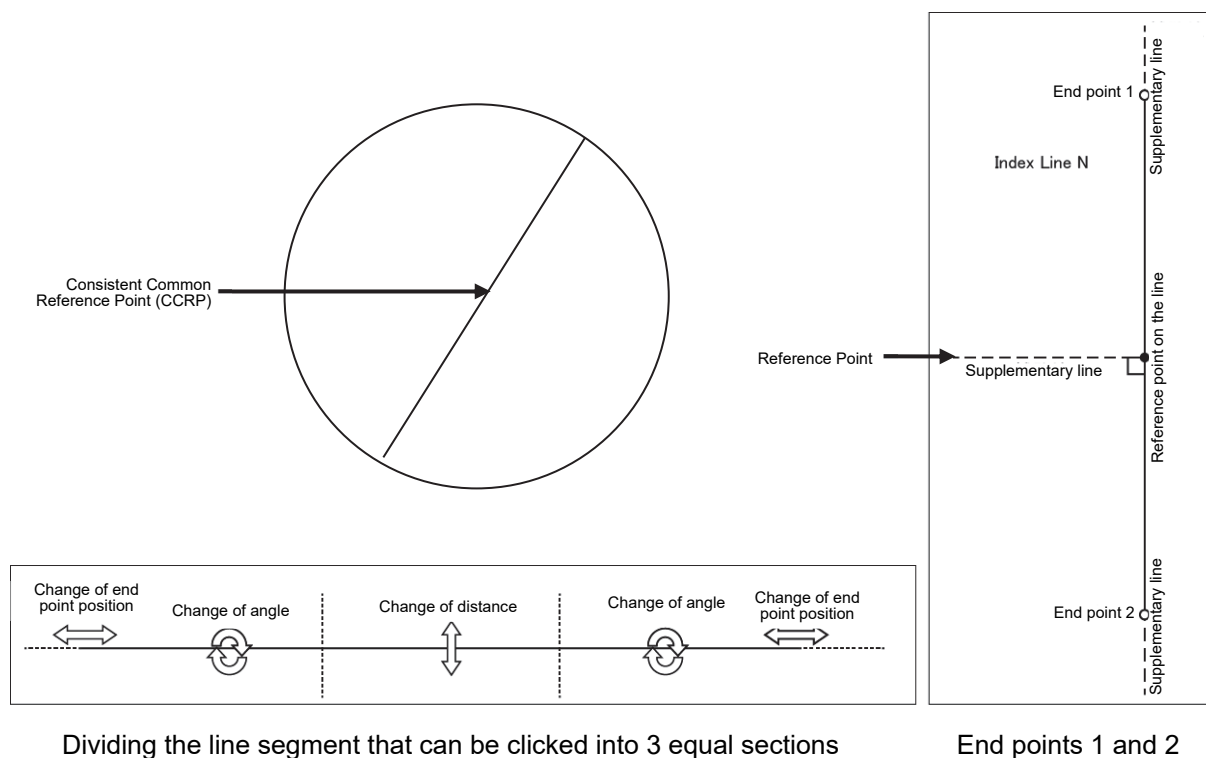 End point 1
Supplementary line
Index Line N
Consistent Common
Reference Point (CCRP)
Reference Point
Supplementary line
Reference point on the line
Change of end
point position
Change of angle
Change of distance
Change of angle
Change of end
point position
End point 2
Supplementary line
Dividing the line segment that can be clicked into 3 equal sections
End points 1 and 2